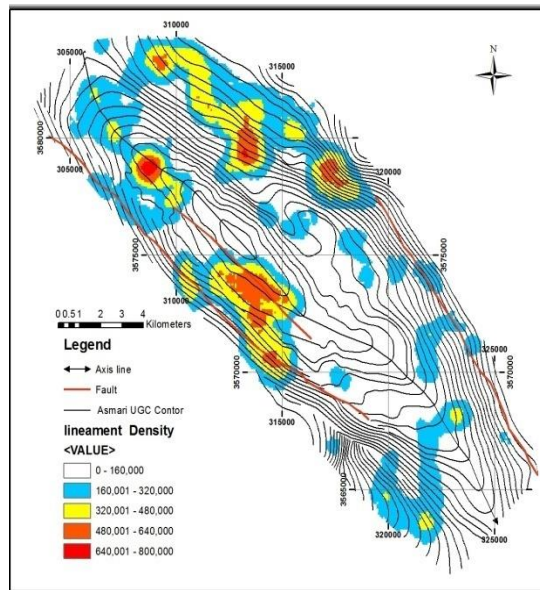 310000
305000
315000
N
3580000
305000
320000
3575000
3575000
310000
0 0.5 1 2 3 4
Kilometers
Legend
Axis line
Fault
Asmari UGC Contor
lineament Density
<VALUE>
0 - 160,000
160,001 - 320,000
320,001 - 480,000
480,001 - 640,000
640,001 - 800,000
3570000
325000
3570000
315000
3565000
320000
325000